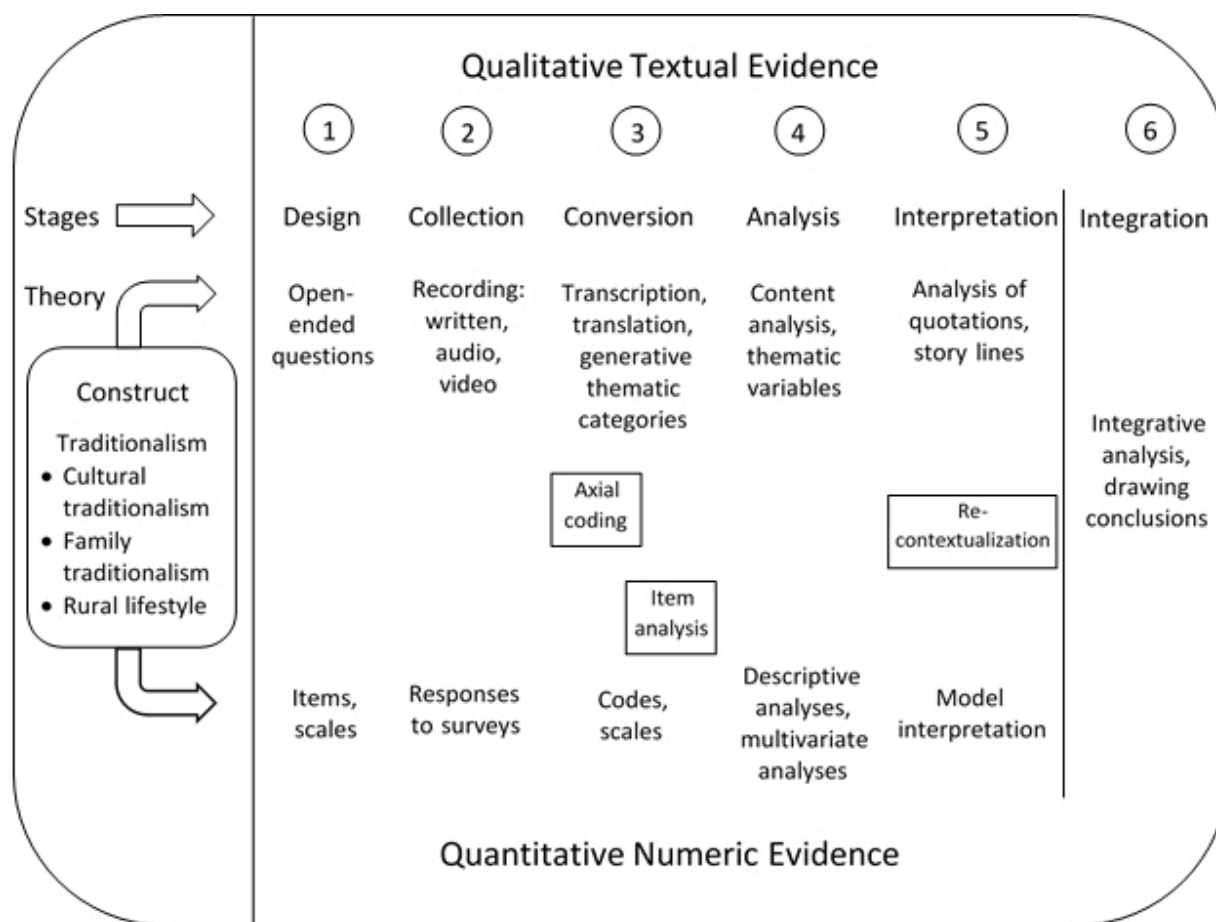 Qualitative Textual Evidence
1 2 3 4 5 6
Stages Design Collection Conversion Analysis Interpretation Integration
Theory
Construct
Traditionalism
• Cultural
traditionalism
• Family
traditionalism
• Rural lifestyle
Open-
ended
questions
Recording:
written,
audio,
video
Transcription,
translation,
generative
thematic
categories
Content
analysis,
thematic
variables
Analysis of
quotations,
story lines
Axial
coding
Item
analysis
Re-
contextualization
Integrative
analysis,
drawing
conclusions
Items,
scales
Responses
to surveys
Codes,
scales
Descriptive
analyses,
multivariate
analyses
Model
interpretation
Quantitative Numeric Evidence